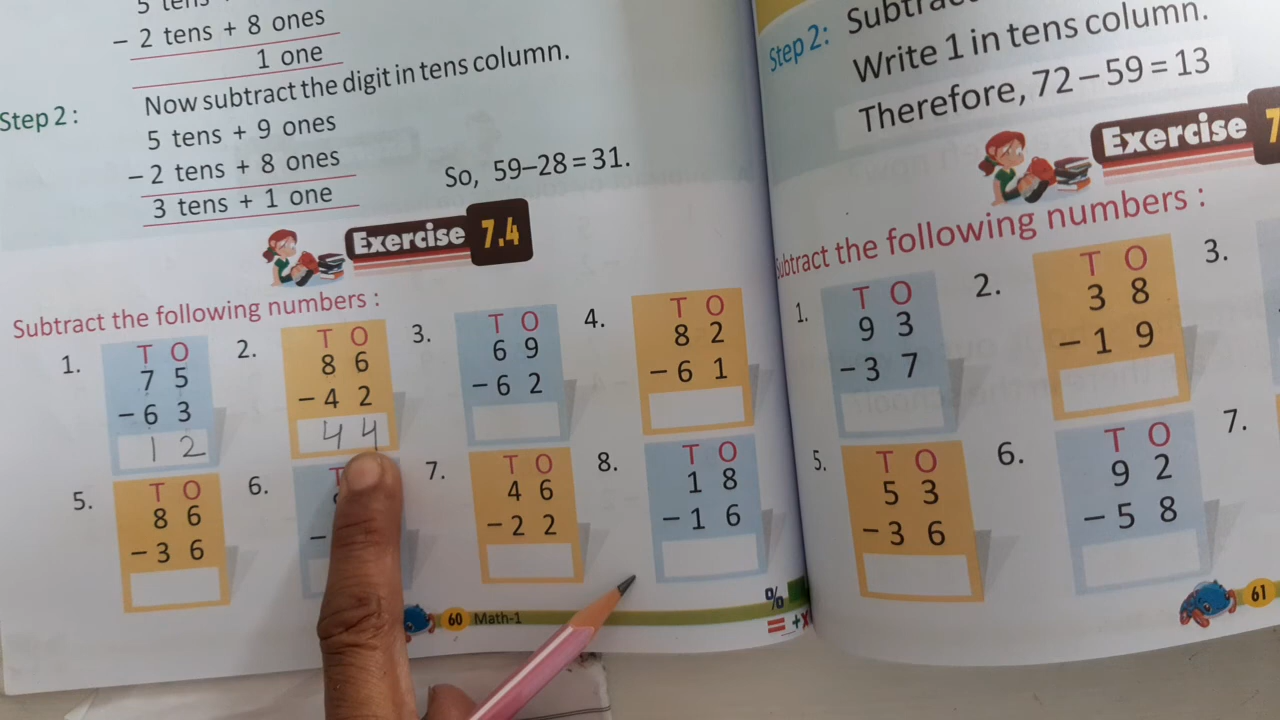 5 tens
− 2 tens + 8 ones
1 one
Step 2 :
Now subtract the digit in tens column.
5 tens + 9 ones
− 2 tens + 8 ones
3 tens + 1 one
So, 59–28 = 31.
Exercise 7.4
Subtract the following numbers :
1.
T O
7 5
− 6 3
1 2
2.
T O
8 6
− 4 2
4 4
3.
T O
6 9
− 6 2
4.
T O
8 2
− 6 1
5.
T O
8 6
− 3 6
6.
T
−
7.
T O
4 6
− 2 2
8.
T O
1 8
− 1 6
60 Math-1
%
= + x
Step 2:
Write 1 in tens column.
Therefore, 72 – 59 = 13
Exercise 7
Subtract the following numbers :
1.
T O
9 3
− 3 7
2.
T O
3 8
− 1 9
3.
5.
T O
5 3
− 3 6
6.
T O
9 2
− 5 8
7.
61